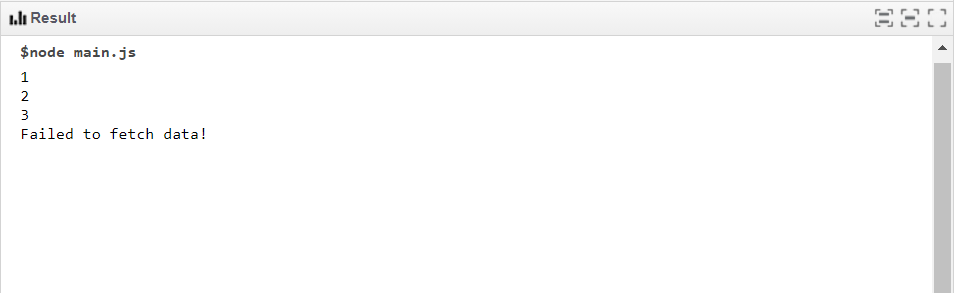 Result
$node main.js
1
2
3
Failed to fetch data!